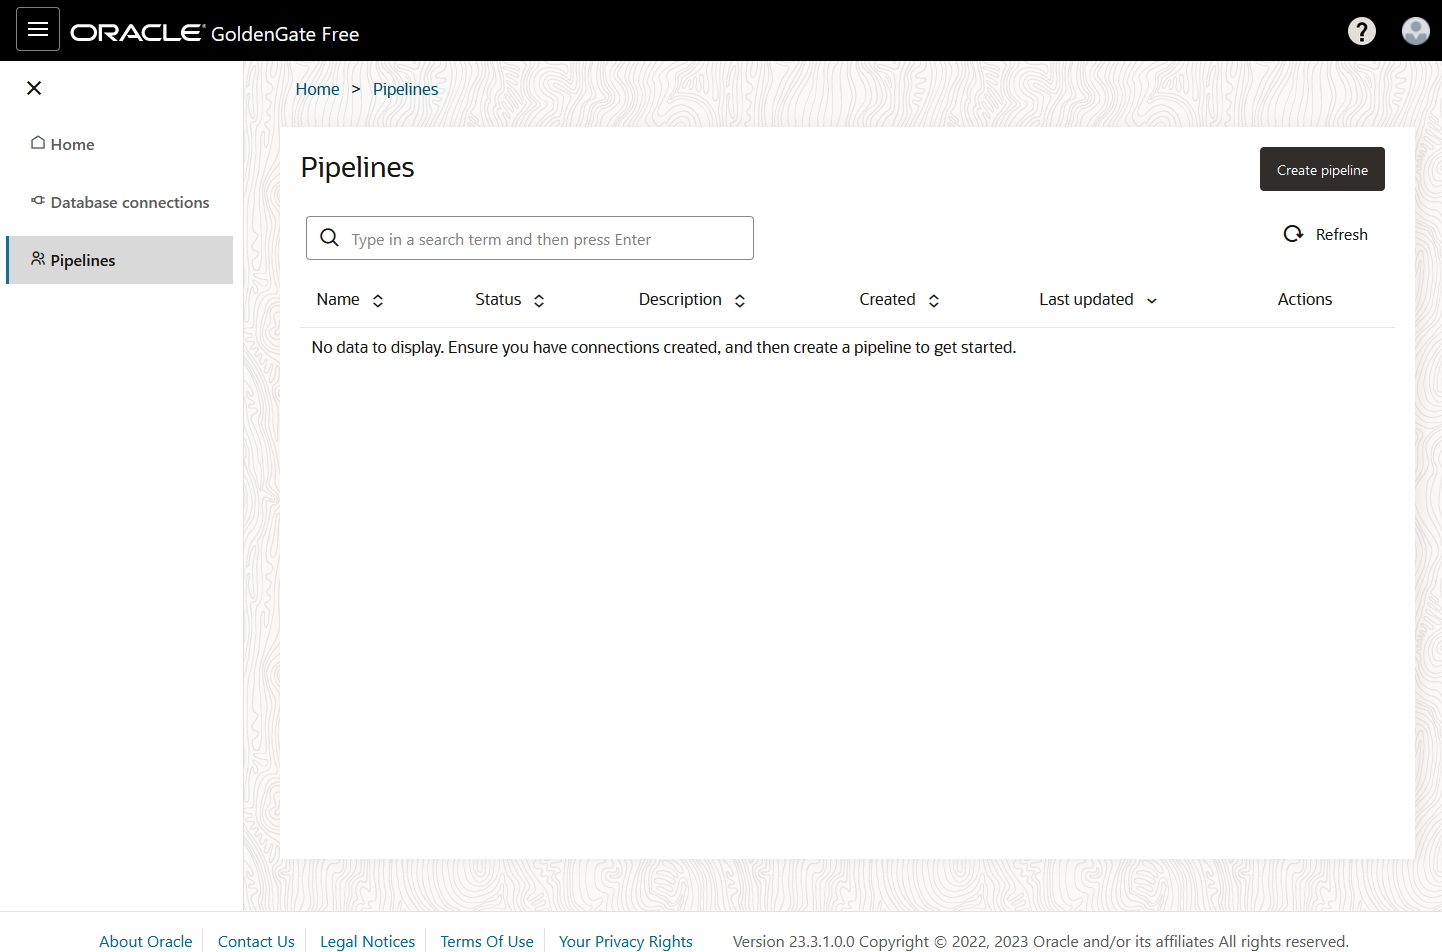 ORACLE GoldenGate Free
Home
Database connections
Pipelines
Home > Pipelines
Pipelines
Create pipeline
Type in a search term and then press Enter
Refresh
Name Status Description Created Last updated Actions
No data to display. Ensure you have connections created, and then create a pipeline to get started.
About Oracle Contact Us Legal Notices Terms Of Use Your Privacy Rights Version 23.3.1.0.0 Copyright © 2022, 2023 Oracle and/or its affiliates All rights reserved.